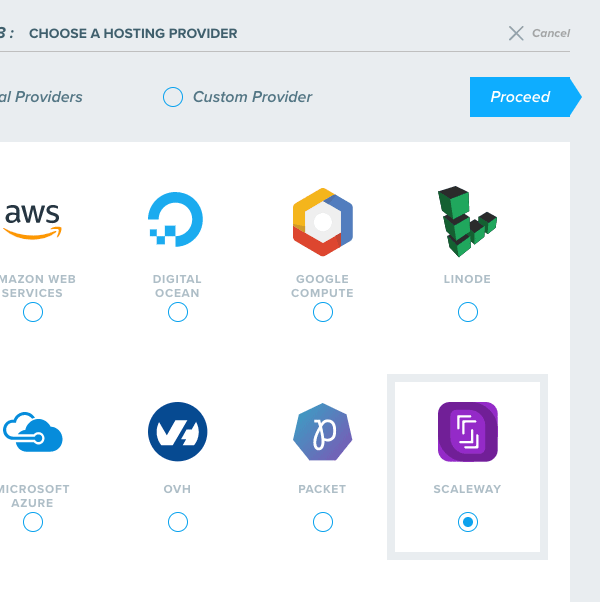 3 : CHOOSE A HOSTING PROVIDER
Cancel
al Providers
Custom Provider
Proceed
aws
MAZON WEB
SERVICES
DIGITAL
OCEAN
GOOGLE
COMPUTE
LINODE
MICROSOFT
AZURE
OVH
PACKET
SCALEWAY